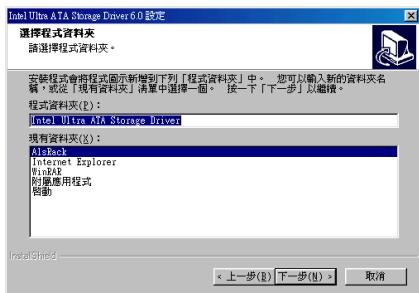 Intel Ultra ATA Storage Driver 6.0 設定
選擇程式資料夾
請選擇程式資料夾。
安裝程式會將程式圖示新增到下列「程式資料夾」中。 您可以輸入新的資料夾名
稱，或從「現有資料夾」清單中選擇一個。 按一下「下一步」以繼續。
程式資料夾(P)：
Intel Ultra ATA Storage Driver
現有資料夾(X)：
AlsRack
Internet Explorer
WinRAR
附屬應用程式
啓動
InstallShield
< 上一步(B) 下一步(N) > 取消